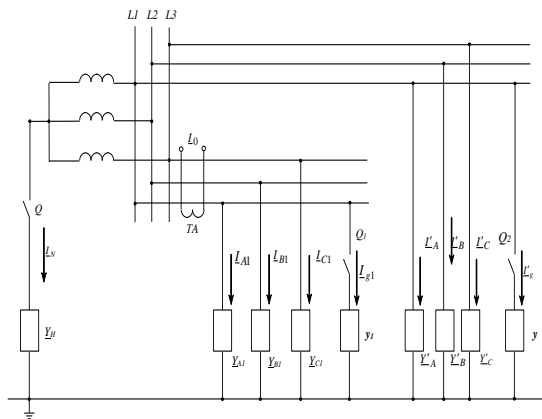 L1 L2 L3
I0
TA
Q
IN
YH
IA1 IB1 IC1
Q1
Ig1
YA1 YB1 YC1
y1
I'A I'B I'C
Q2
I'g
Y'A Y'B Y'C
y